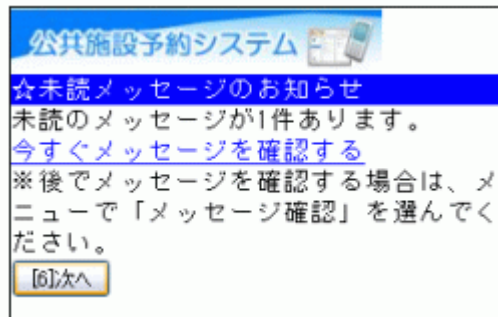 公共施設予約システム
☆未読メッセージのお知らせ
未読のメッセージが1件あります。
今すぐメッセージを確認する
※後でメッセージを確認する場合は、メ
ニューで「メッセージ確認」を選んでく
ださい。
[6]次へ